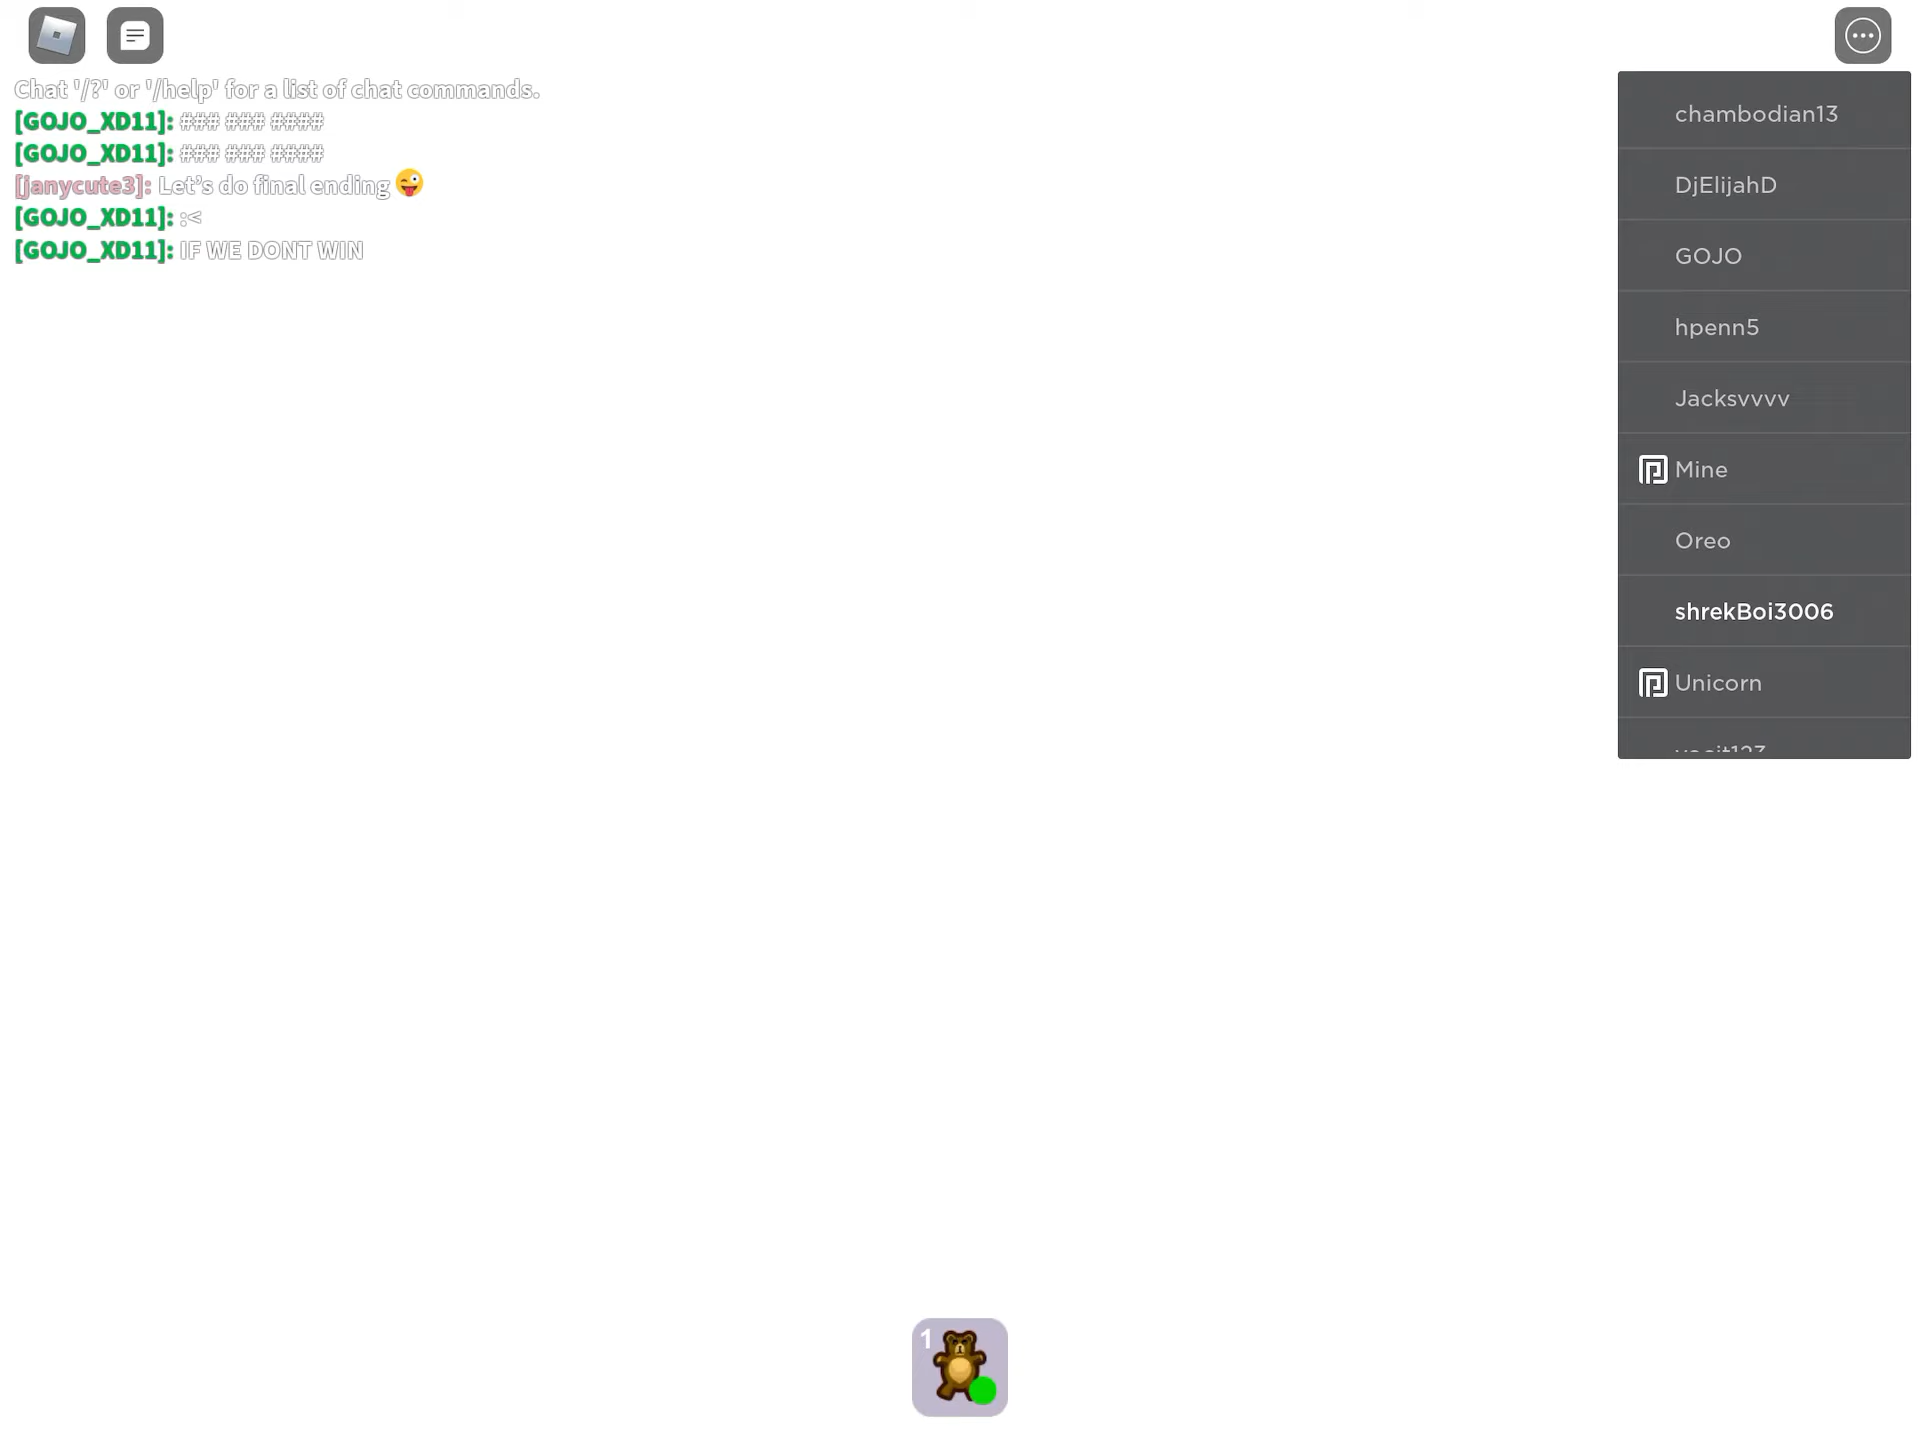 Chat '/?' or '/help' for a list of chat commands.
[GOJO_XD11]: ### ### ####
[GOJO_XD11]: ### ### ####
[janycute3]: Let's do final ending 😜
[GOJO_XD11]: :<
[GOJO_XD11]: IF WE DONT WIN
chambodian13
DjElijahD
GOJO
hpenn5
Jacksvvvv
Mine
Oreo
shrekBoi3006
Unicorn
1